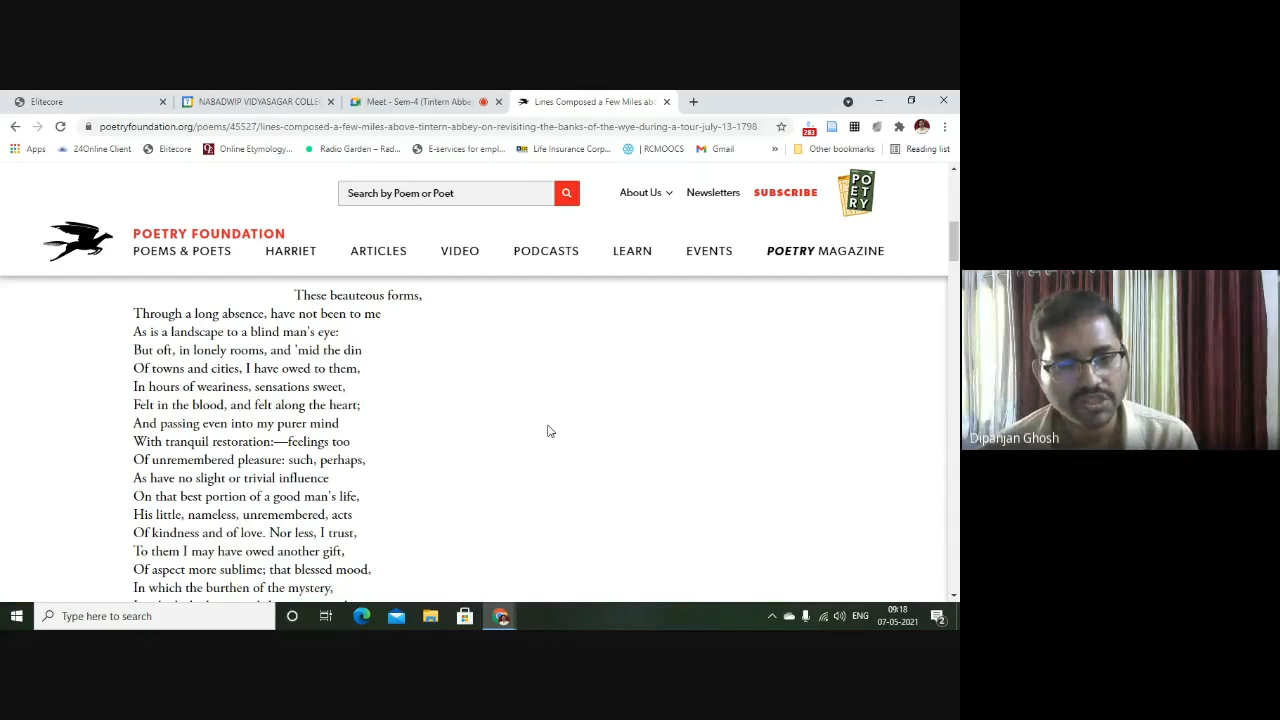 Elitecore
NABADWIP VIDYASAGAR COLLE
Meet - Sem-4 (Tintern Abbe
Lines Composed a Few Miles abo
poetryfoundation.org/poems/45527/lines-composed-a-few-miles-above-tintern-abbey-on-revisiting-the-banks-of-the-wye-during-a-tour-july-13-1798
283
Apps
24Online Client
Elitecore
Online Etymology...
Radio Garden – Rad...
E-services for empl...
Life Insurance Corp...
| RCMOOCS
Gmail
»
Other bookmarks
Reading list
Search by Poem or Poet
About Us
Newsletters
SUBSCRIBE
PO
ET
RY
POETRY FOUNDATION
POEMS & POETS
HARRIET
ARTICLES
VIDEO
PODCASTS
LEARN
EVENTS
POETRY MAGAZINE
These beauteous forms,
Through a long absence, have not been to me
As is a landscape to a blind man's eye:
But oft, in lonely rooms, and 'mid the din
Of towns and cities, I have owed to them,
In hours of weariness, sensations sweet,
Felt in the blood, and felt along the heart;
And passing even into my purer mind
With tranquil restoration:—feelings too
Of unremembered pleasure: such, perhaps,
As have no slight or trivial influence
On that best portion of a good man's life,
His little, nameless, unremembered, acts
Of kindness and of love. Nor less, I trust,
To them I may have owed another gift,
Of aspect more sublime; that blessed mood,
In which the burthen of the mystery,
Dipanjan Ghosh
Type here to search
ENG
09:18
07-05-2021
2